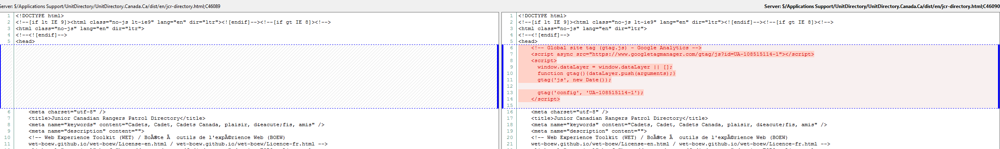 Server: $/Applications Support/UnitDirectory/UnitDirectory.Canada.Ca/dist/en/jcr-directory.html;C46089
1 <!DOCTYPE html>
2 <!--[if lt IE 9]><html class="no-js lt-ie9" lang="en" dir="ltr"><![endif]--><!--[if gt IE 8]><!-->
3 <html class="no-js" lang="en" dir="ltr">
4 <!--<![endif]-->
5 <head>
6 <meta charset="utf-8" />
7 <title>Junior Canadian Rangers Patrol Directory</title>
8 <meta name="keywords" content="Cadets, Cadet, Cadets Canada, plaisir, d&eacute;fis, amis" />
9 <meta name="description" content="">
10 <!-- Web Experience Toolkit (WET) / BoÃ®te Ã  outils de l'expÃ©rience Web (BOEW)
11 wet-boew.github.io/wet-boew/License-en.html / wet-boew.github.io/wet-boew/Licence-fr.html -->
Server: $/Applications Support/UnitDirectory/UnitDirectory.Canada.Ca/dist/en/jcr-directory.html;C46090
1 <!DOCTYPE html>
2 <!--[if lt IE 9]><html class="no-js lt-ie9" lang="en" dir="ltr"><![endif]--><!--[if gt IE 8]><!-->
3 <html class="no-js" lang="en" dir="ltr">
4 <!--<![endif]-->
5 <head>
6 <!-- Global site tag (gtag.js) - Google Analytics -->
7 <script async src="https://www.googletagmanager.com/gtag/js?id=UA-108515114-1"></script>
8 <script>
9 window.dataLayer = window.dataLayer || [];
10 function gtag(){dataLayer.push(arguments);}
11 gtag('js', new Date());
12
13 gtag('config', 'UA-108515114-1');
14 </script>
15
16 <meta charset="utf-8" />
17 <title>Junior Canadian Rangers Patrol Directory</title>
18 <meta name="keywords" content="Cadets, Cadet, Cadets Canada, plaisir, d&eacute;fis, amis" />
19 <meta name="description" content="">
20 <!-- Web Experience Toolkit (WET) / BoÃ®te Ã  outils de l'expÃ©rience Web (BOEW)
21 wet-boew.github.io/wet-boew/License-en.html / wet-boew.github.io/wet-boew/Licence-fr.html -->